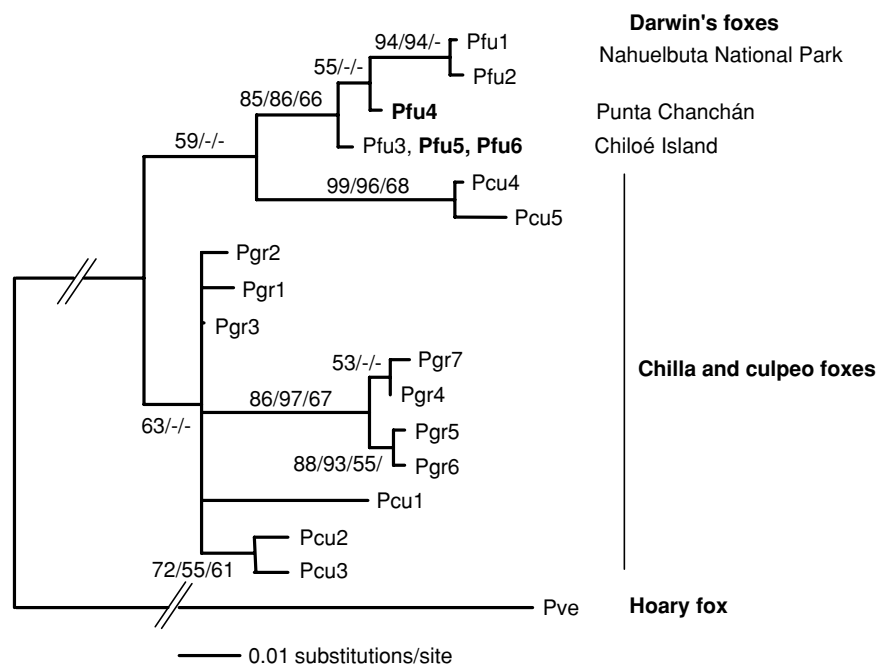 Darwin's foxes
94/94/- Pfu1 Nahuelbuta National Park
55/-/- Pfu2
85/86/66 Pfu4 Punta Chanchán
59/-/- Pfu3, Pfu5, Pfu6 Chiloé Island
99/96/68 Pcu4
Pcu5
Pgr2
Pgr1
Pgr3
53/-/- Pgr7
Chilla and culpeo foxes
86/97/67 Pgr4
63/-/- Pgr5
88/93/55/ Pgr6
Pcu1
Pcu2
72/55/61 Pcu3
Pve Hoary fox
0.01 substitutions/site